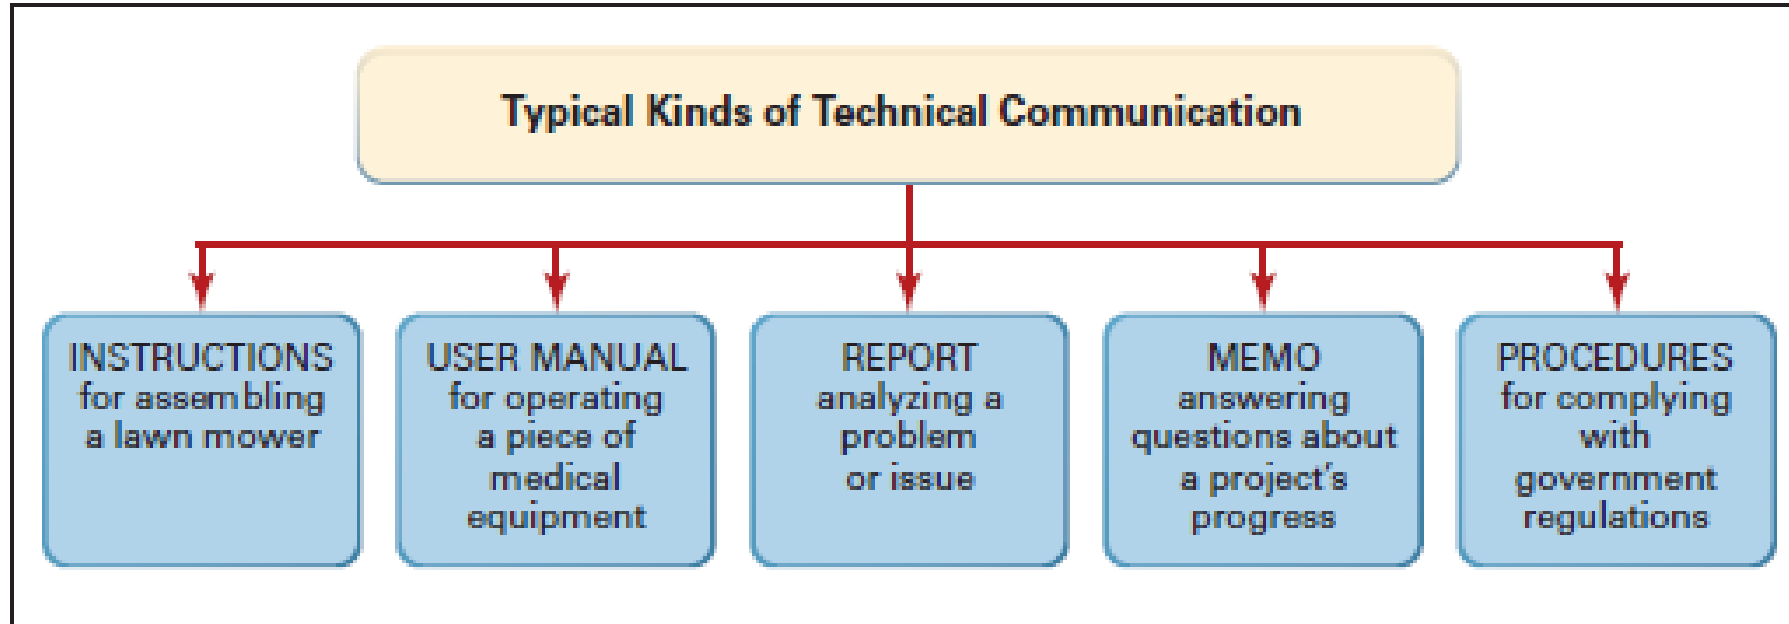 Typical Kinds of Technical Communication
INSTRUCTIONS
for assembling
a lawn mower
USER MANUAL
for operating
a piece of
medical
equipment
REPORT
analyzing a
problem
or issue
MEMO
answering
questions about
a project's
progress
PROCEDURES
for complying
with
government
regulations